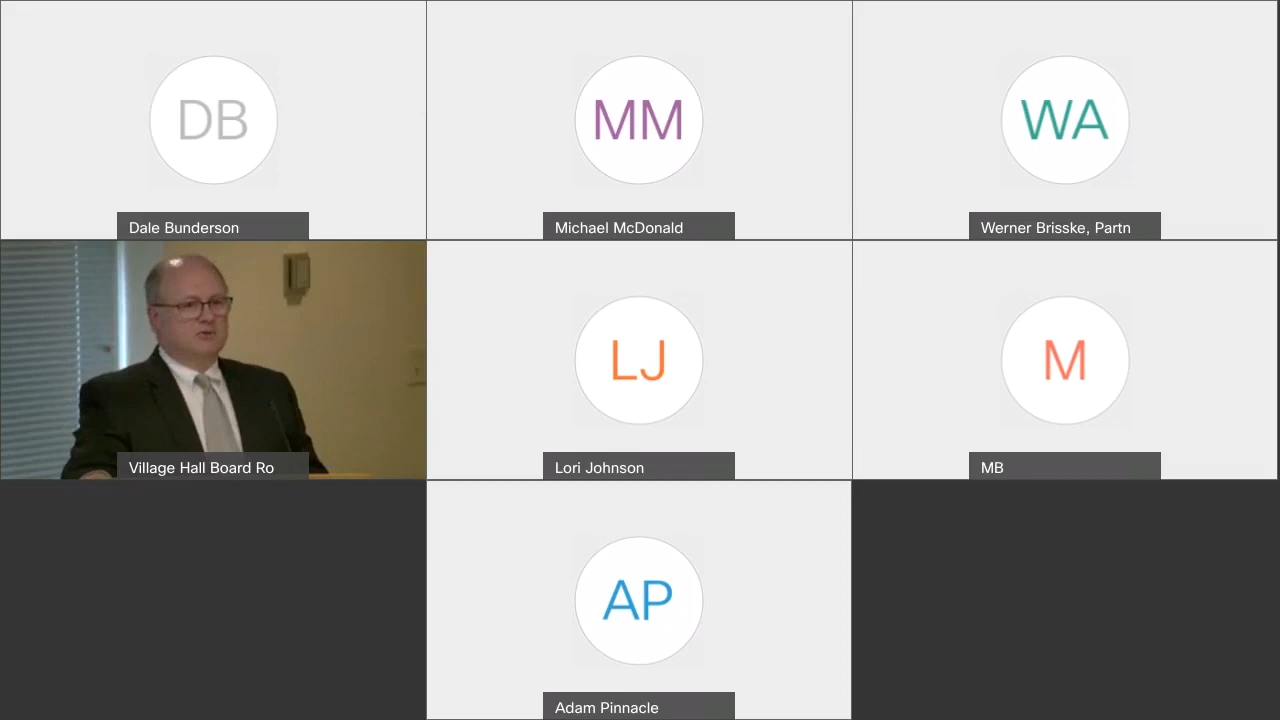 DB
Dale Bunderson
MM
Michael McDonald
WA
Werner Brisske, Partn
Village Hall Board Ro
LJ
Lori Johnson
M
MB
AP
Adam Pinnacle